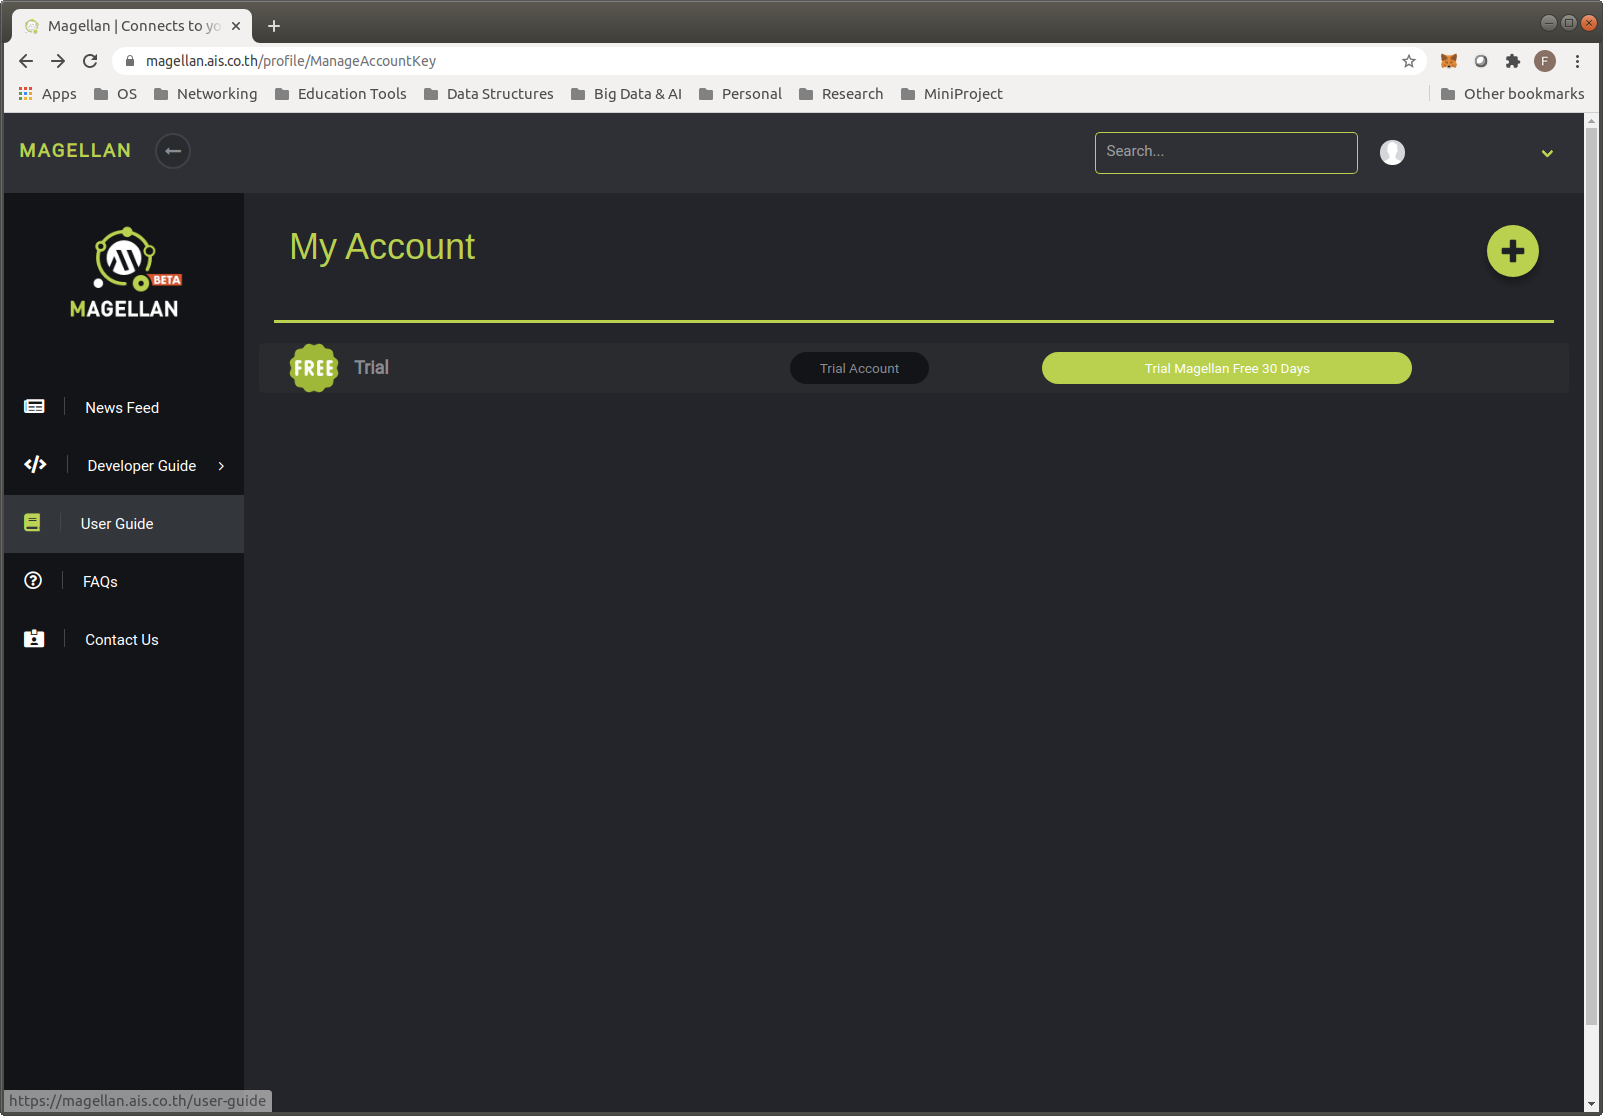 Magellan | Connects to yo
magellan.ais.co.th/profile/ManageAccountKey
F
Apps
OS
Networking
Education Tools
Data Structures
Big Data & AI
Personal
Research
MiniProject
Other bookmarks
MAGELLAN
Search...
BETA
MAGELLAN
My Account
FREE
Trial
Trial Account
Trial Magellan Free 30 Days
News Feed
Developer Guide
User Guide
FAQs
Contact Us
https://magellan.ais.co.th/user-guide